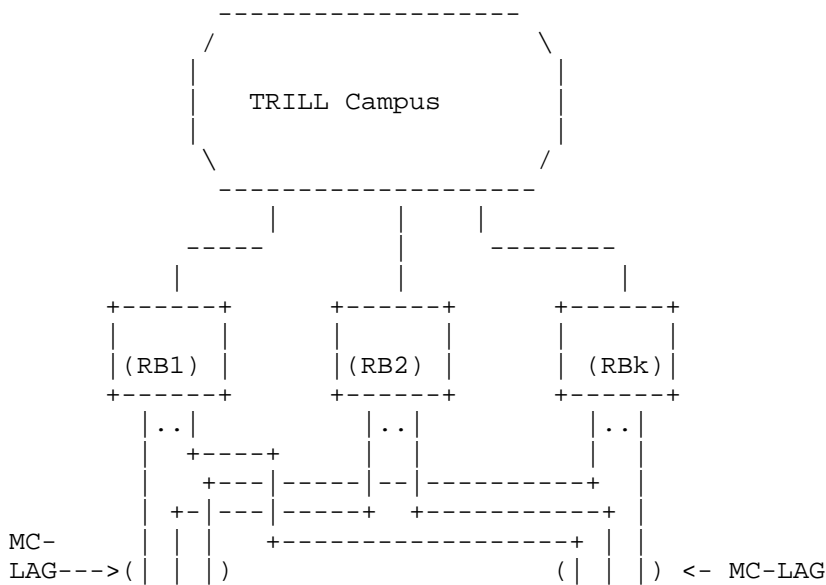 TRILL Campus
(RB1) (RB2) (RBk)
MC-
LAG--->( ) ( ) <- MC-LAG